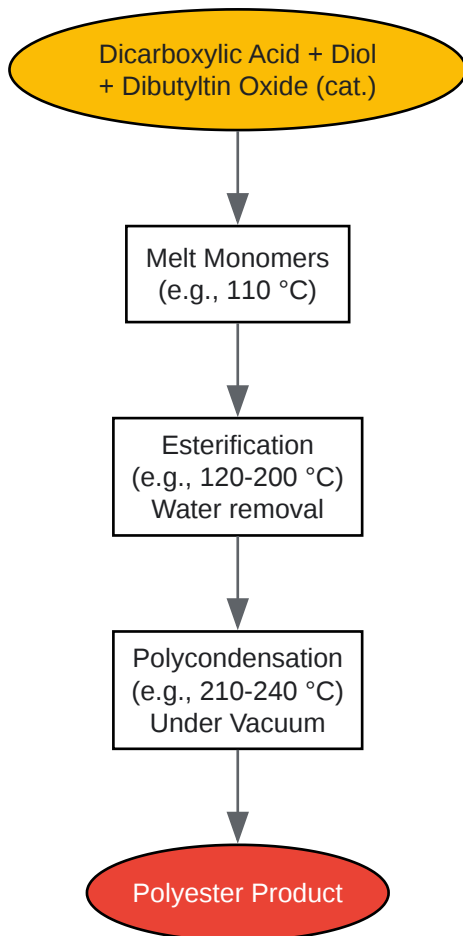 Dicarboxylic Acid + Diol
+ Dibutyltin Oxide (cat.)
Melt Monomers
(e.g., 110 °C)
Esterification
(e.g., 120-200 °C)
Water removal
Polycondensation
(e.g., 210-240 °C)
Under Vacuum
Polyester Product